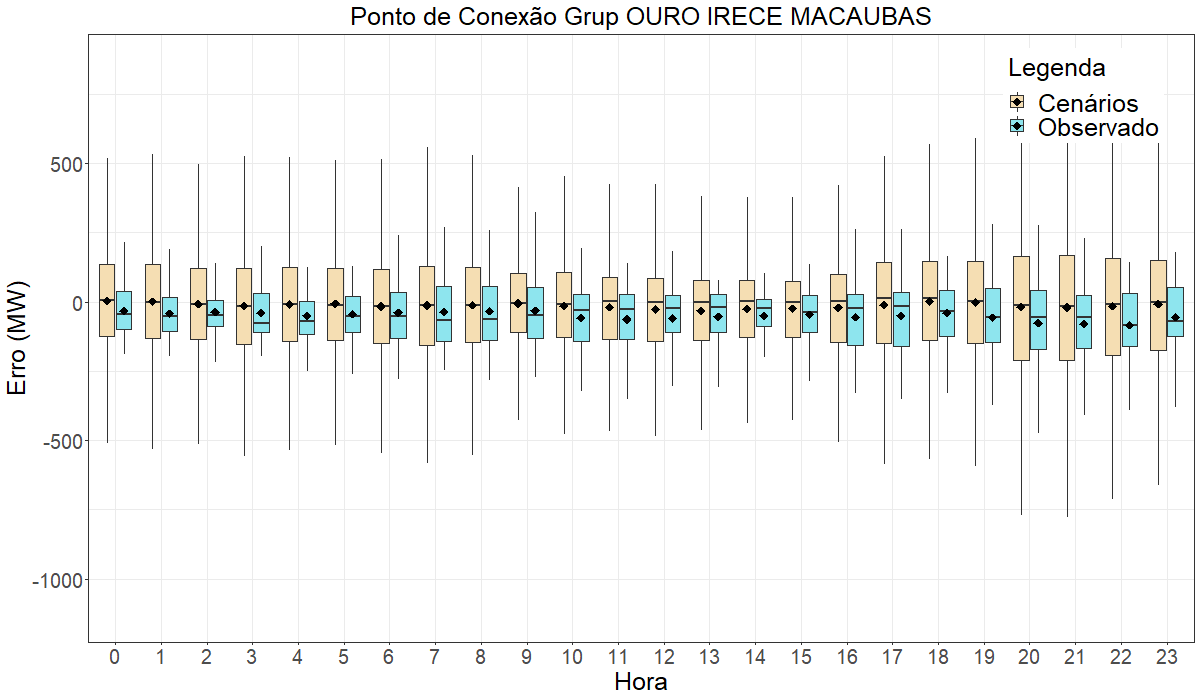 Ponto de Conexão Grup OURO IRECE MACAUBAS
Legenda
Cenários
Observado
Erro (MW)
500
0
-500
-1000
0 1 2 3 4 5 6 7 8 9 10 11 12 13 14 15 16 17 18 19 20 21 22 23
Hora